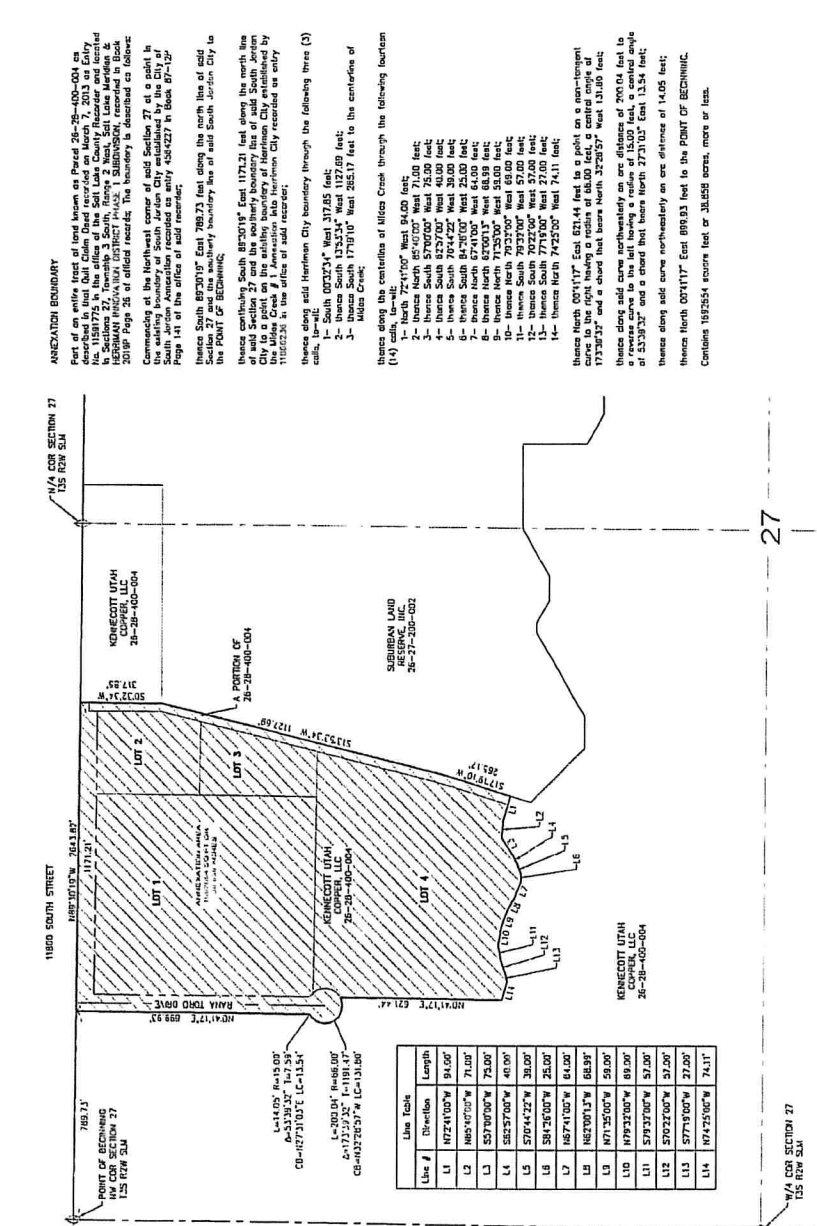 ANNEXATION BOUNDARY
Part of an entire tract of land known as Parcel 26-28-400-004 as
described in that Quit Claim Deed recorded on March 7, 2013 as Entry
No. 11591775 in the office of the Salt Lake County Recorder and located
in Sections 27, Township 3 South, Range 2 West, Salt Lake Meridian &
HERRIMAN INNOVATION DISTRICT PHASE 1 SUBDIVISION, recorded in Book
2019P Page 26 of official records; The boundary is described as follows:
Commencing at the Northwest corner of said Section 27 at a point in
the existing boundary of South Jordan City established by the City of
South Jordan Annexation recorded as entry 4564227 in Book 87-12P
Page 141 of the office of said recorder;
thence South 89°30'19" East 789.73 feet along the north line of said
Section 27 and the southerly boundary line of said South Jordan City to
the POINT OF BEGINNING;
thence continuing South 89°30'19" East 1171.21 feet along the north line
of said Section 27 and the southerly boundary line of said South Jordan
City to a point on the existing boundary of Herriman City established by
the Midas Creek # 1 Annexation into Herriman City recorded as entry
in the office of said recorder;
thence along said Herriman City boundary through the following three (3)
calls, to-wit:
1- South 00°32'34" West 317.85 feet;
2- thence South 13°53'34" West 1127.69 feet;
3- thence South 17°19'10" West 265.17 feet to the centerline of
Midas Creek;
thence along the centerline of Midas Creek through the following fourteen
(14) calls, to-wit:
1- North 72°41'00" West 94.00 feet;
2- thence North 85°40'00" West 71.00 feet;
3- thence South 57°00'00" West 75.00 feet;
4- thence South 62°57'00" West 40.00 feet;
5- thence South 70°44'22" West 39.00 feet;
6- thence South 84°26'00" West 25.00 feet;
7- thence North 67°41'00" West 64.00 feet;
8- thence North 62°00'13" West 68.99 feet;
9- thence North 71°35'00" West 59.00 feet;
10- thence North 79°32'00" West 69.00 feet;
11- thence South 79°37'00" West 57.00 feet;
12- thence South 70°22'00" West 57.00 feet;
13- thence South 77°19'00" West 27.00 feet;
14- thence North 74°25'00" West 74.11 feet;
thence North 00°41'17" East 621.44 feet to a point on a non-tangent
curve to the right having a radius of 66.00 feet, a central angle of
173°39'32" and a chord that bears North 32°28'57" West 131.80 feet;
thence along said curve northwesterly an arc distance of 200.04 feet to
a reverse curve to the left having a radius of 15.00 feet, a central angle
of 53°39'32" and a chord that bears North 27°31'03" East 13.54 feet;
thence along said curve northeasterly an arc distance of 14.05 feet;
thence North 00°41'17" East 699.93 feet to the POINT OF BEGINNING.
Contains 1692654 square feet or 38.858 acres, more or less.
N/4 COR SECTION 27
T3S R2W SLM
11800 SOUTH STREET
N89°30'19"W 2643.87'
789.73'
1171.21'
POINT OF BEGINNING
NW COR SECTION 27
T3S R2W SLM
KENNECOTT UTAH
COPPER, LLC
26-28-400-004
S0°32'34"W
317.85'
A PORTION OF
26-28-400-004
LOT 2
LOT 3
LOT 1
ANNEXATION AREA
KENNECOTT UTAH
COPPER, LLC
26-28-400-004
LOT 4
S13°53'34"W 1127.69'
S17°19'10"W
265.17'
SUBURBAN LAND
RESERVE, INC.
26-27-200-002
27
RANA TORO DRIVE
N0°41'17"E 699.93'
N0°41'17"E 621.44'
L=14.05' R=15.00'
Δ=53°39'32" T=7.59'
CB=N27°31'03"E LC=13.54'
L=200.04' R=66.00'
Δ=173°39'32" T=1191.47'
CB=N32°28'57"W LC=131.80'
L1
L2
L3
L4
L5
L6
L7
L8
L9
L10
L11
L12
L13
L14
KENNECOTT UTAH
COPPER, LLC
26-28-400-004
Line Table
Line # Direction Length
L1 N72°41'00"W 94.00'
L2 N85°40'00"W 71.00'
L3 S57°00'00"W 75.00'
L4 S62°57'00"W 40.00'
L5 S70°44'22"W 39.00'
L6 S84°26'00"W 25.00'
L7 N67°41'00"W 64.00'
L8 N62°00'13"W 68.99'
L9 N71°35'00"W 59.00'
L10 N79°32'00"W 69.00'
L11 S79°37'00"W 57.00'
L12 S70°22'00"W 57.00'
L13 S77°19'00"W 27.00'
L14 N74°25'00"W 74.11'
W/4 COR SECTION 27
T3S R2W SLM